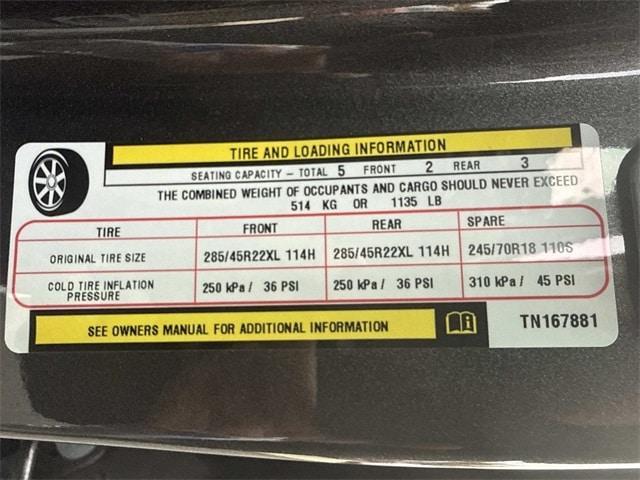 TIRE AND LOADING INFORMATION
SEATING CAPACITY – TOTAL 5 FRONT 2 REAR 3
THE COMBINED WEIGHT OF OCCUPANTS AND CARGO SHOULD NEVER EXCEED
514 KG OR 1135 LB
TIRE FRONT REAR SPARE
ORIGINAL TIRE SIZE 285/45R22XL 114H 285/45R22XL 114H 245/70R18 110S
COLD TIRE INFLATION PRESSURE 250 kPa / 36 PSI 250 kPa / 36 PSI 310 kPa / 45 PSI
SEE OWNERS MANUAL FOR ADDITIONAL INFORMATION TN167881